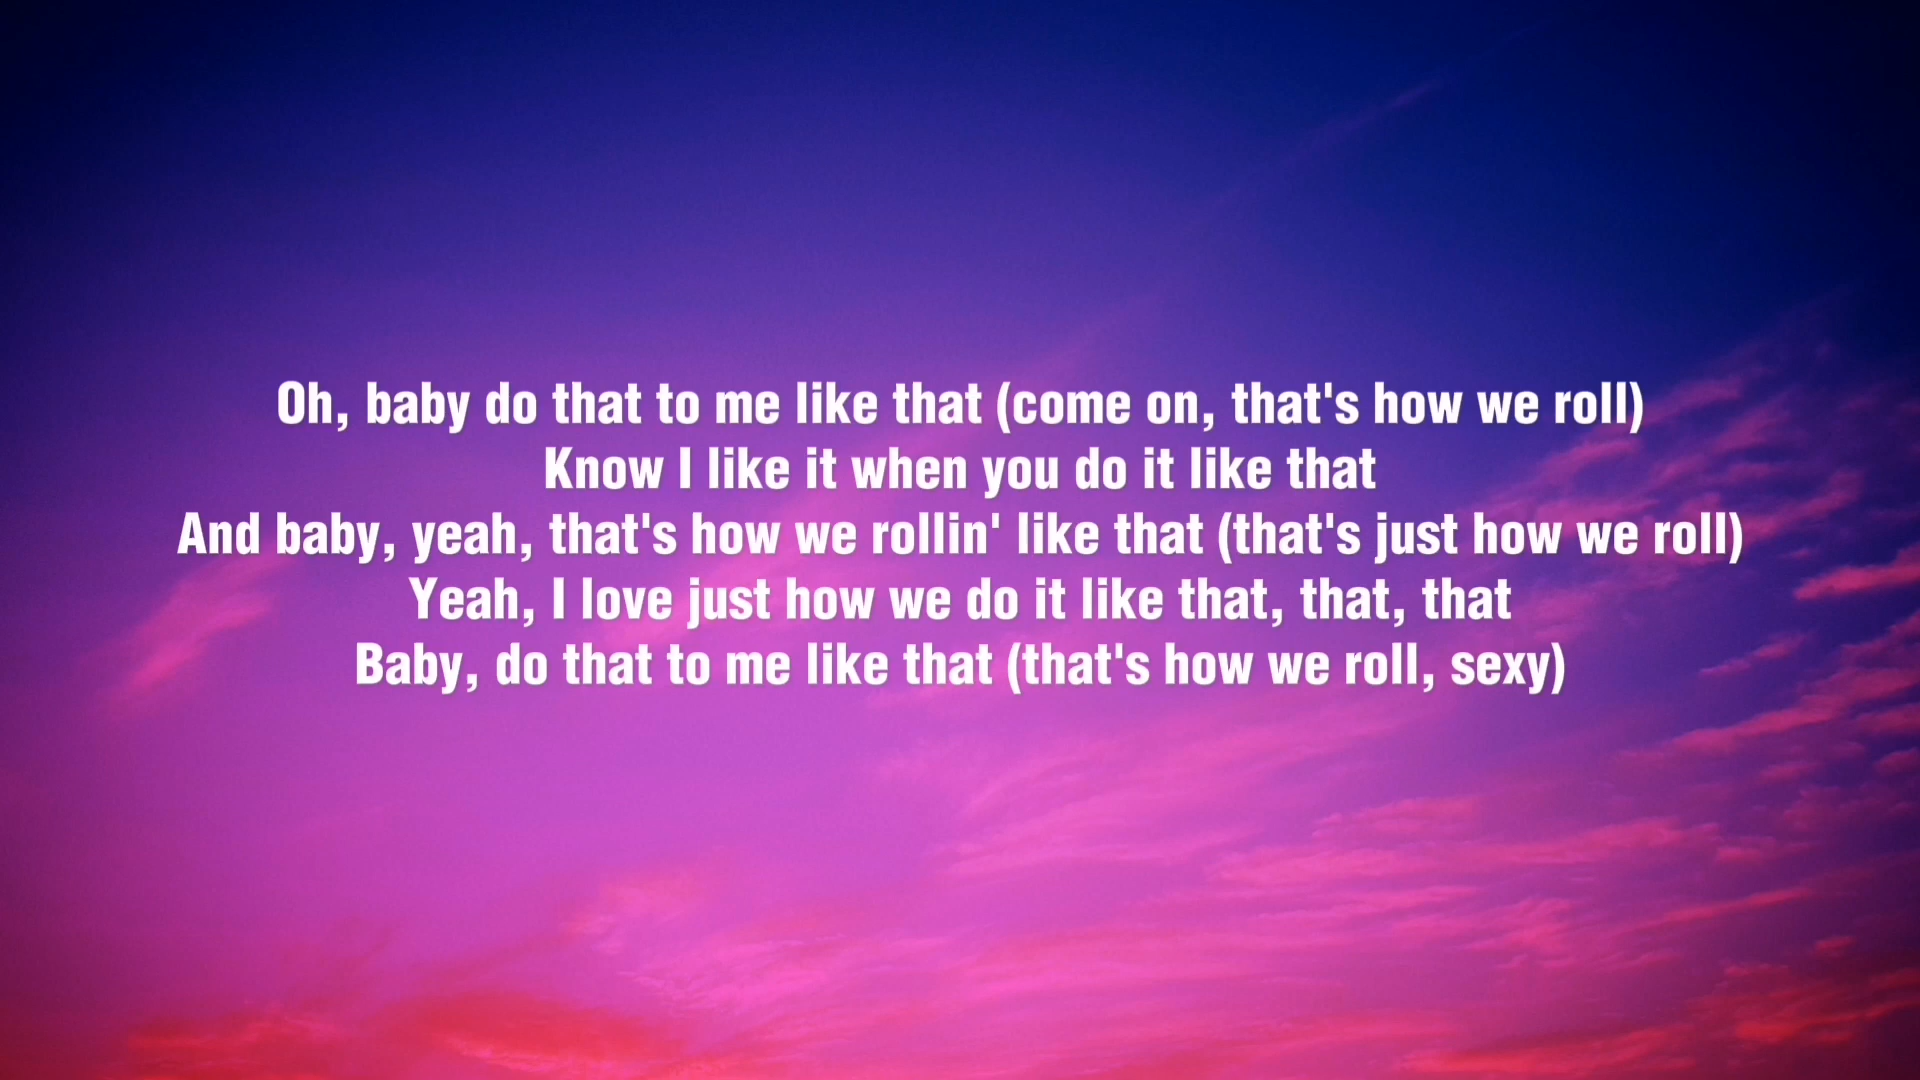 Oh, baby do that to me like that (come on, that's how we roll)
Know I like it when you do it like that
And baby, yeah, that's how we rollin' like that (that's just how we roll)
Yeah, I love just how we do it like that, that, that
Baby, do that to me like that (that's how we roll, sexy)